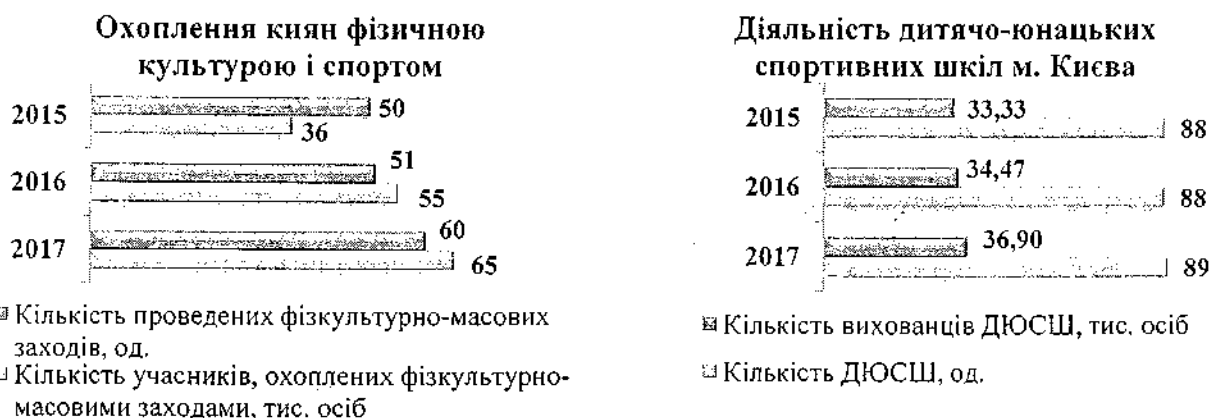 Охоплення киян фізичною
культурою і спортом
2015
50
36
2016
51
55
2017
60
65
Кількість проведених фізкультурно-масових
заходів, од.
Кількість учасників, охоплених фізкультурно-
масовими заходами, тис. осіб
Діяльність дитячо-юнацьких
спортивних шкіл м. Києва
2015
33,33
88
2016
34,47
88
2017
36,90
89
Кількість вихованців ДЮСШ, тис. осіб
Кількість ДЮСШ, од.